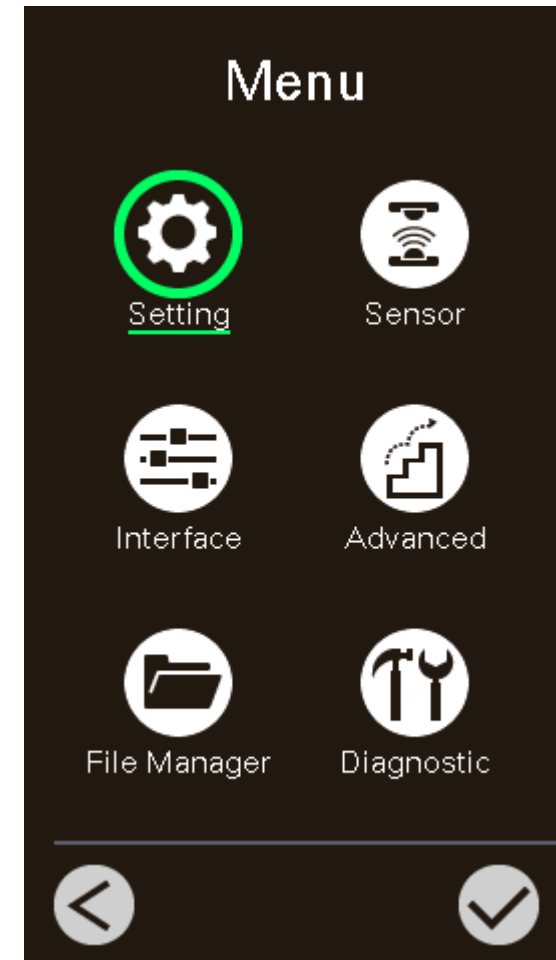 Menu
Setting Sensor
Interface Advanced
File Manager Diagnostic